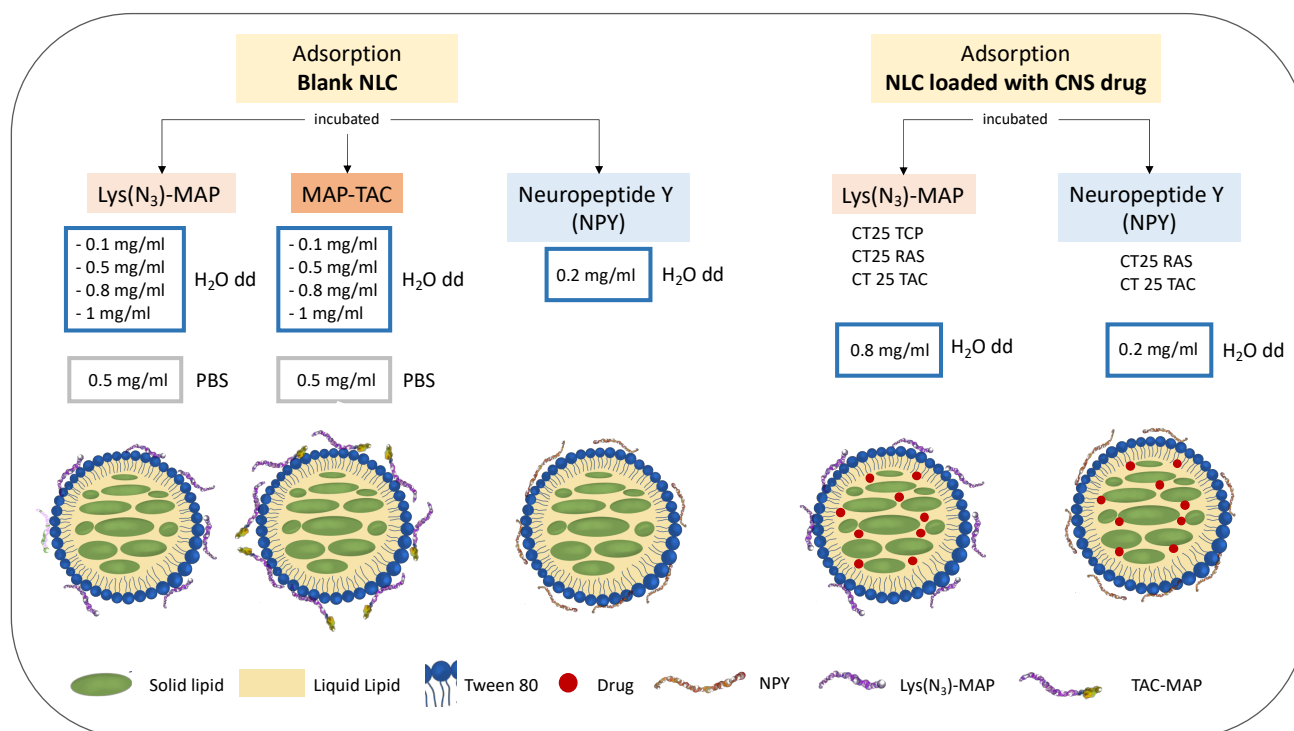 Adsorption
Blank NLC
incubated
Lys(N₃)-MAP
- 0.1 mg/ml
- 0.5 mg/ml
- 0.8 mg/ml
- 1 mg/ml
H₂O dd
0.5 mg/ml
PBS
MAP-TAC
- 0.1 mg/ml
- 0.5 mg/ml
- 0.8 mg/ml
- 1 mg/ml
H₂O dd
0.5 mg/ml
PBS
Neuropeptide Y
(NPY)
0.2 mg/ml
H₂O dd
Adsorption
NLC loaded with CNS drug
incubated
Lys(N₃)-MAP
CT25 TCP
CT25 RAS
CT 25 TAC
0.8 mg/ml
H₂O dd
Neuropeptide Y
(NPY)
CT25 RAS
CT 25 TAC
0.2 mg/ml
H₂O dd
Solid lipid
Liquid Lipid
Tween 80
Drug
NPY
Lys(N₃)-MAP
TAC-MAP